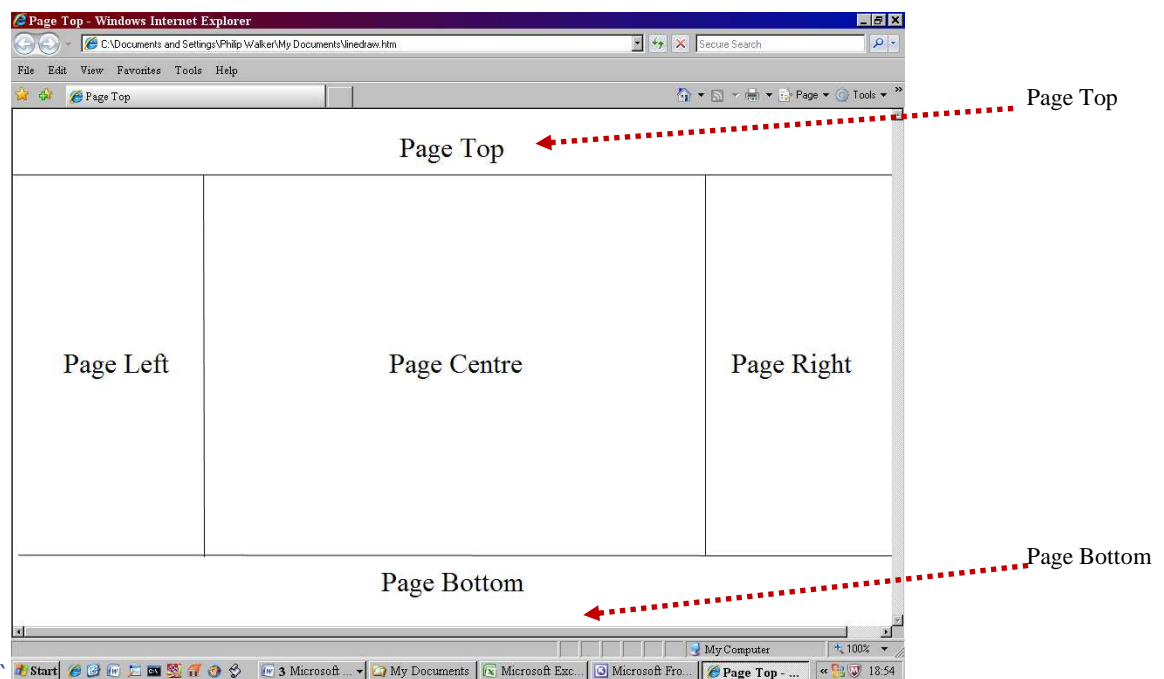 Page Top - Windows Internet Explorer
C:\Documents and Settings\Philip Walker\My Documents\linedraw.htm
Secure Search
File Edit View Favorites Tools Help
Page Top
Page Tools »
Page Top
Page Top
Page Left
Page Centre
Page Right
Page Bottom
Page Bottom
My Computer
100%
` Start
3 Microsoft ...
My Documents
Microsoft Exc...
Microsoft Fro...
Page Top - ...
«
18:54